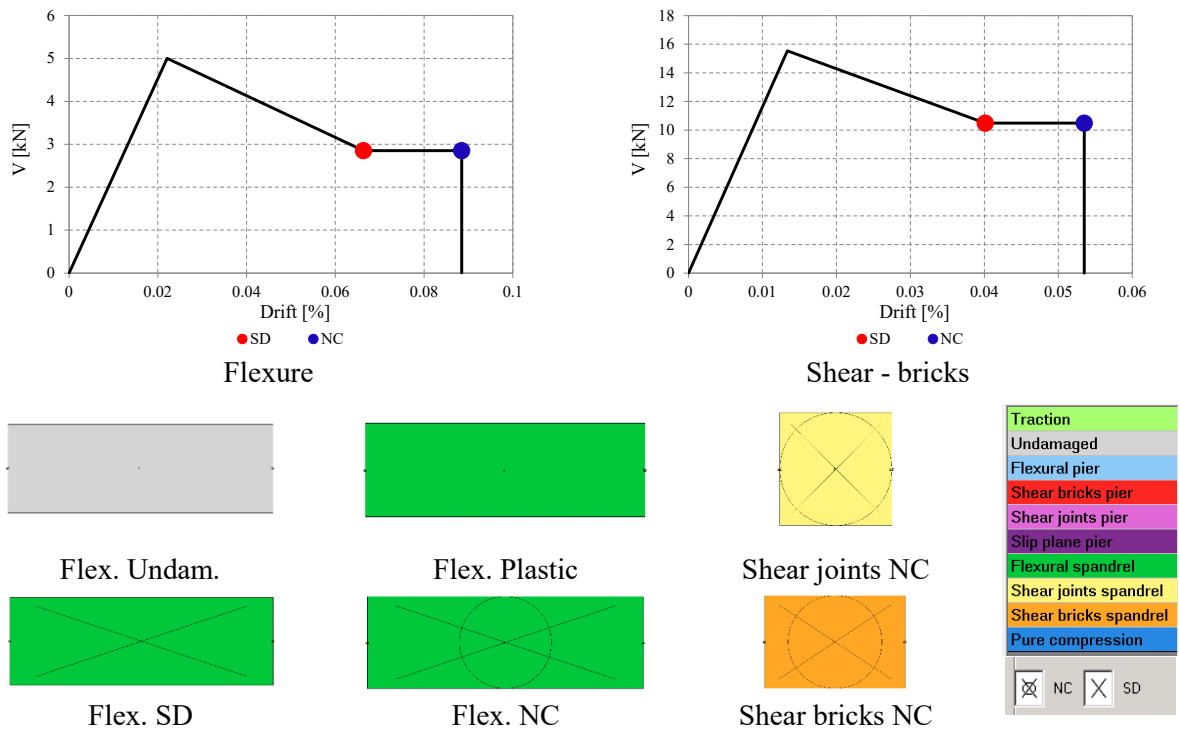 6
5
4
3
2
1
0
V [kN]
0 0.02 0.04 0.06 0.08 0.1
Drift [%]
SD NC
Flexure
18
16
14
12
10
8
6
4
2
0
V [kN]
0 0.01 0.02 0.03 0.04 0.05 0.06
Drift [%]
SD NC
Shear - bricks
Flex. Undam.
Flex. Plastic
Shear joints NC
Flex. SD
Flex. NC
Shear bricks NC
Traction
Undamaged
Flexural pier
Shear bricks pier
Shear joints pier
Slip plane pier
Flexural spandrel
Shear joints spandrel
Shear bricks spandrel
Pure compression
NC SD